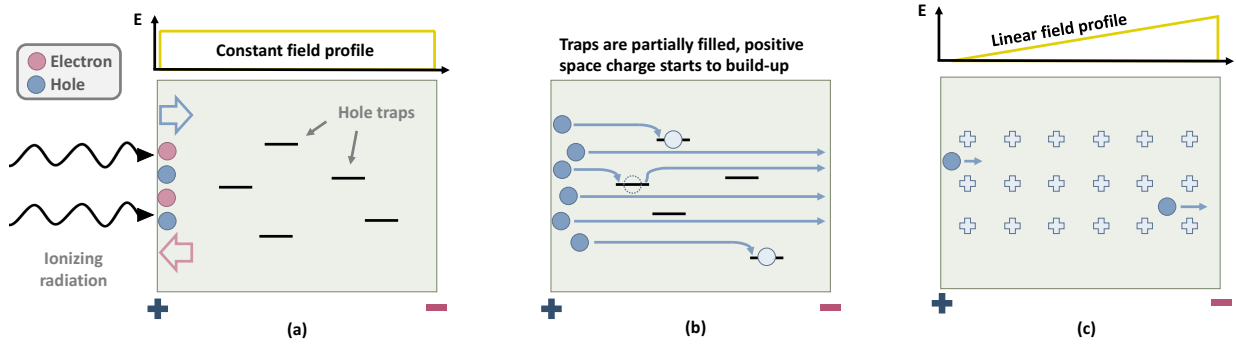 E
Constant field profile
Electron
Hole
Hole traps
Ionizing
radiation
(a)
Traps are partially filled, positive
space charge starts to build-up
(b)
E
Linear field profile
(c)